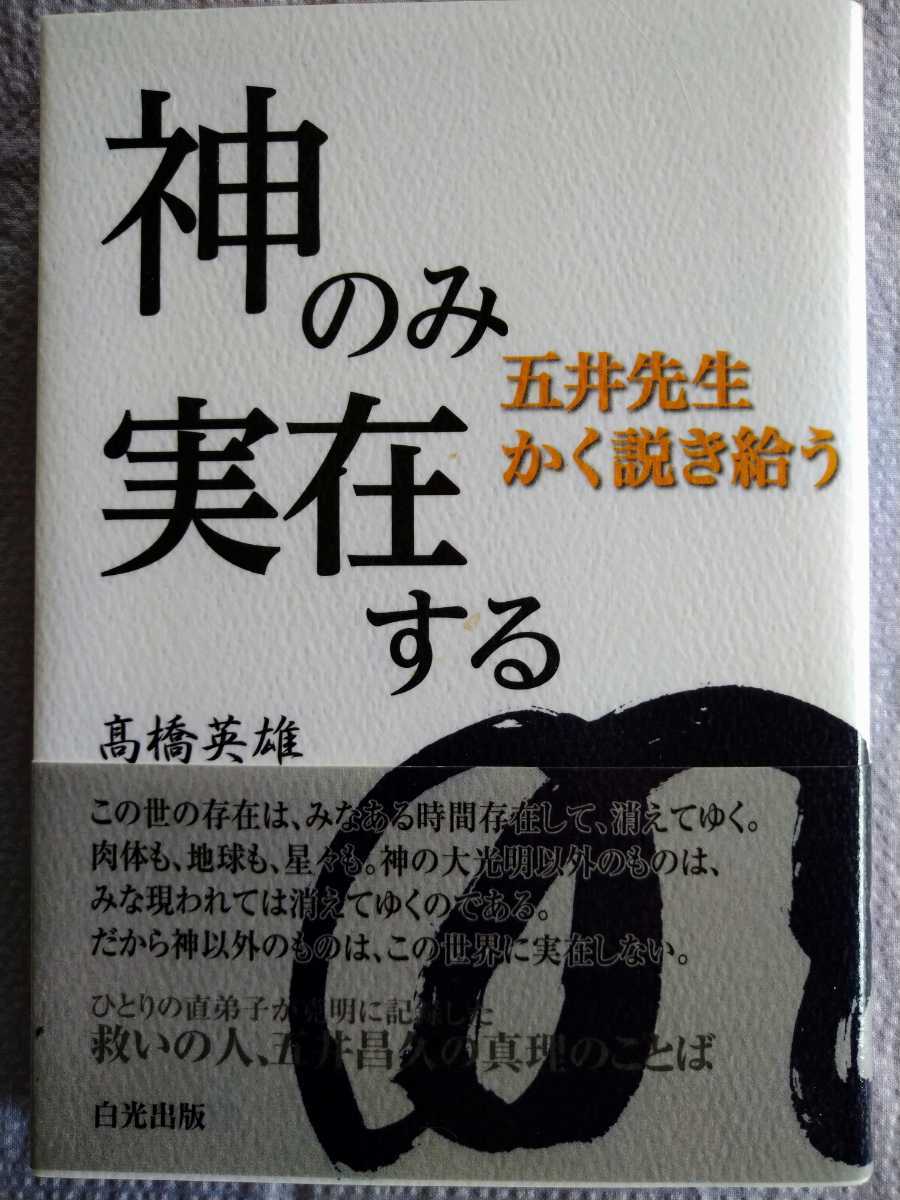 神のみ
実在
する
五井先生
かく説き給う
髙橋英雄
この世の存在は、みなある時間存在して、消えてゆく。
肉体も、地球も、星々も。神の大光明以外のものは、
みな現われては消えてゆくのである。
だから神以外のものは、この世界に実在しない。
ひとりの直弟子が克明に記録した
救いの人、五井昌久の真理のことば
白光出版